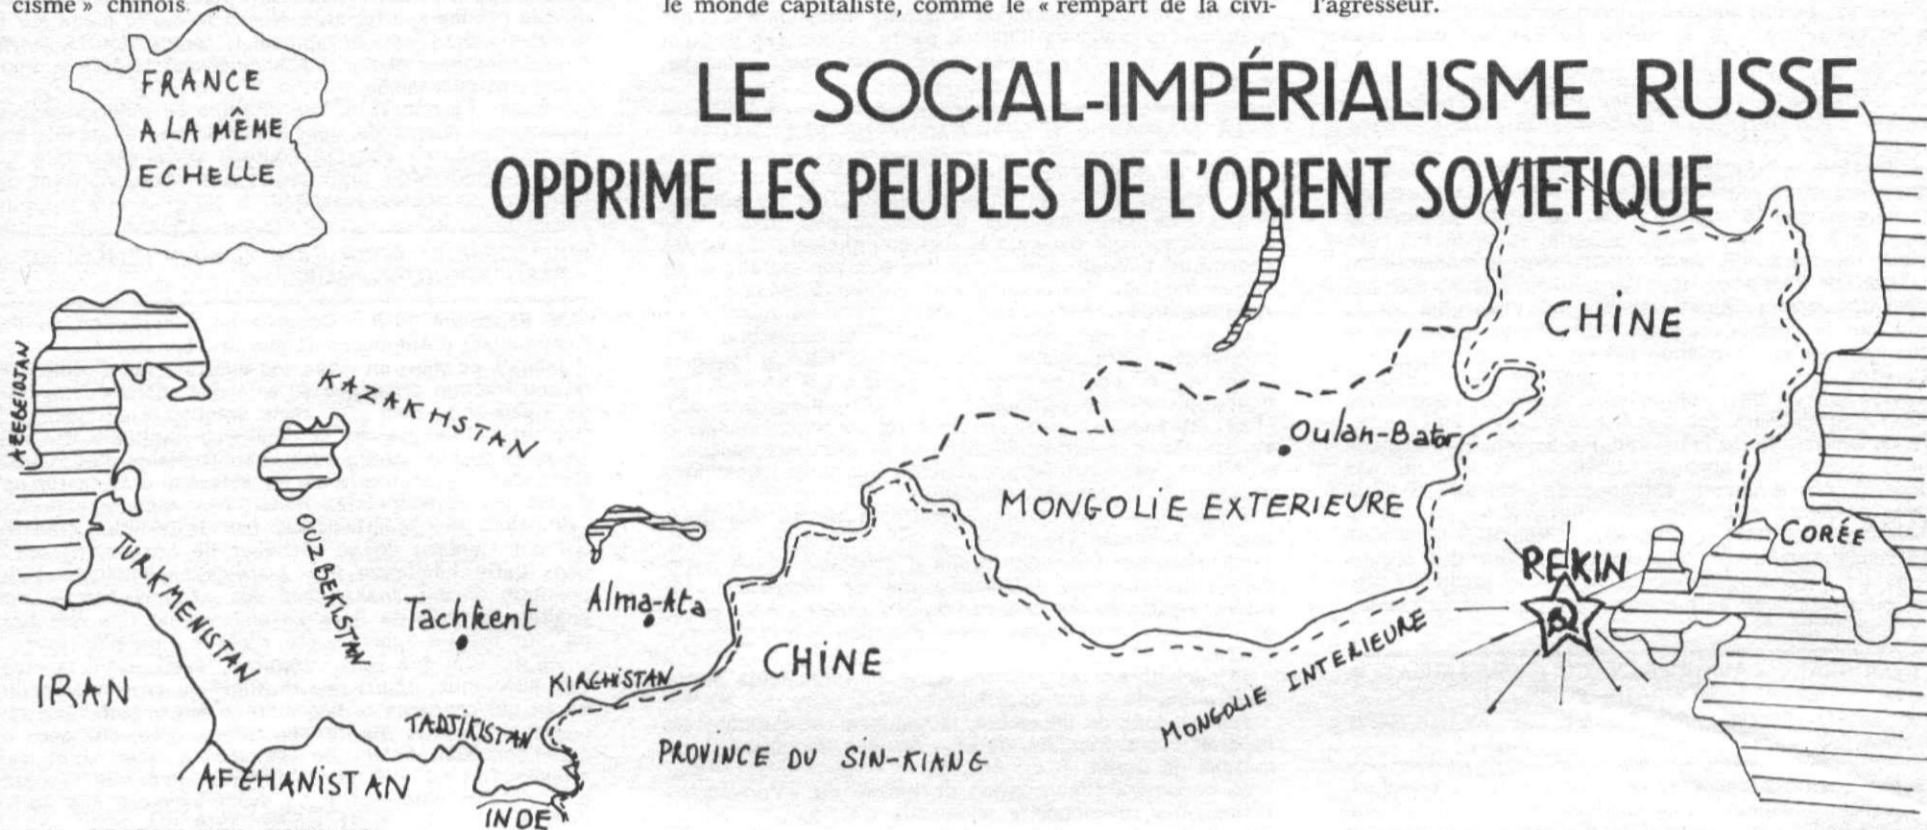 cisme » chinois.
le monde capitaliste, comme le « rempart de la civi-
l'agresseur.
FRANCE
A LA MÊME
ECHELLE
LE SOCIAL-IMPÉRIALISME RUSSE
OPPRIME LES PEUPLES DE L'ORIENT SOVIETIQUE
AZERBEIDJAN
KAZAKHSTAN
CHINE
Oulan-Bator
MONGOLIE EXTERIEURE
CORÉE
PEKIN
OUZBEKISTAN
TURKMENISTAN
Tachkent
Alma-Ata
IRAN
KIRGHISTAN
CHINE
MONGOLIE INTERIEURE
TADJIKISTAN
PROVINCE DU SIN-KIANG
AFGHANISTAN
INDE